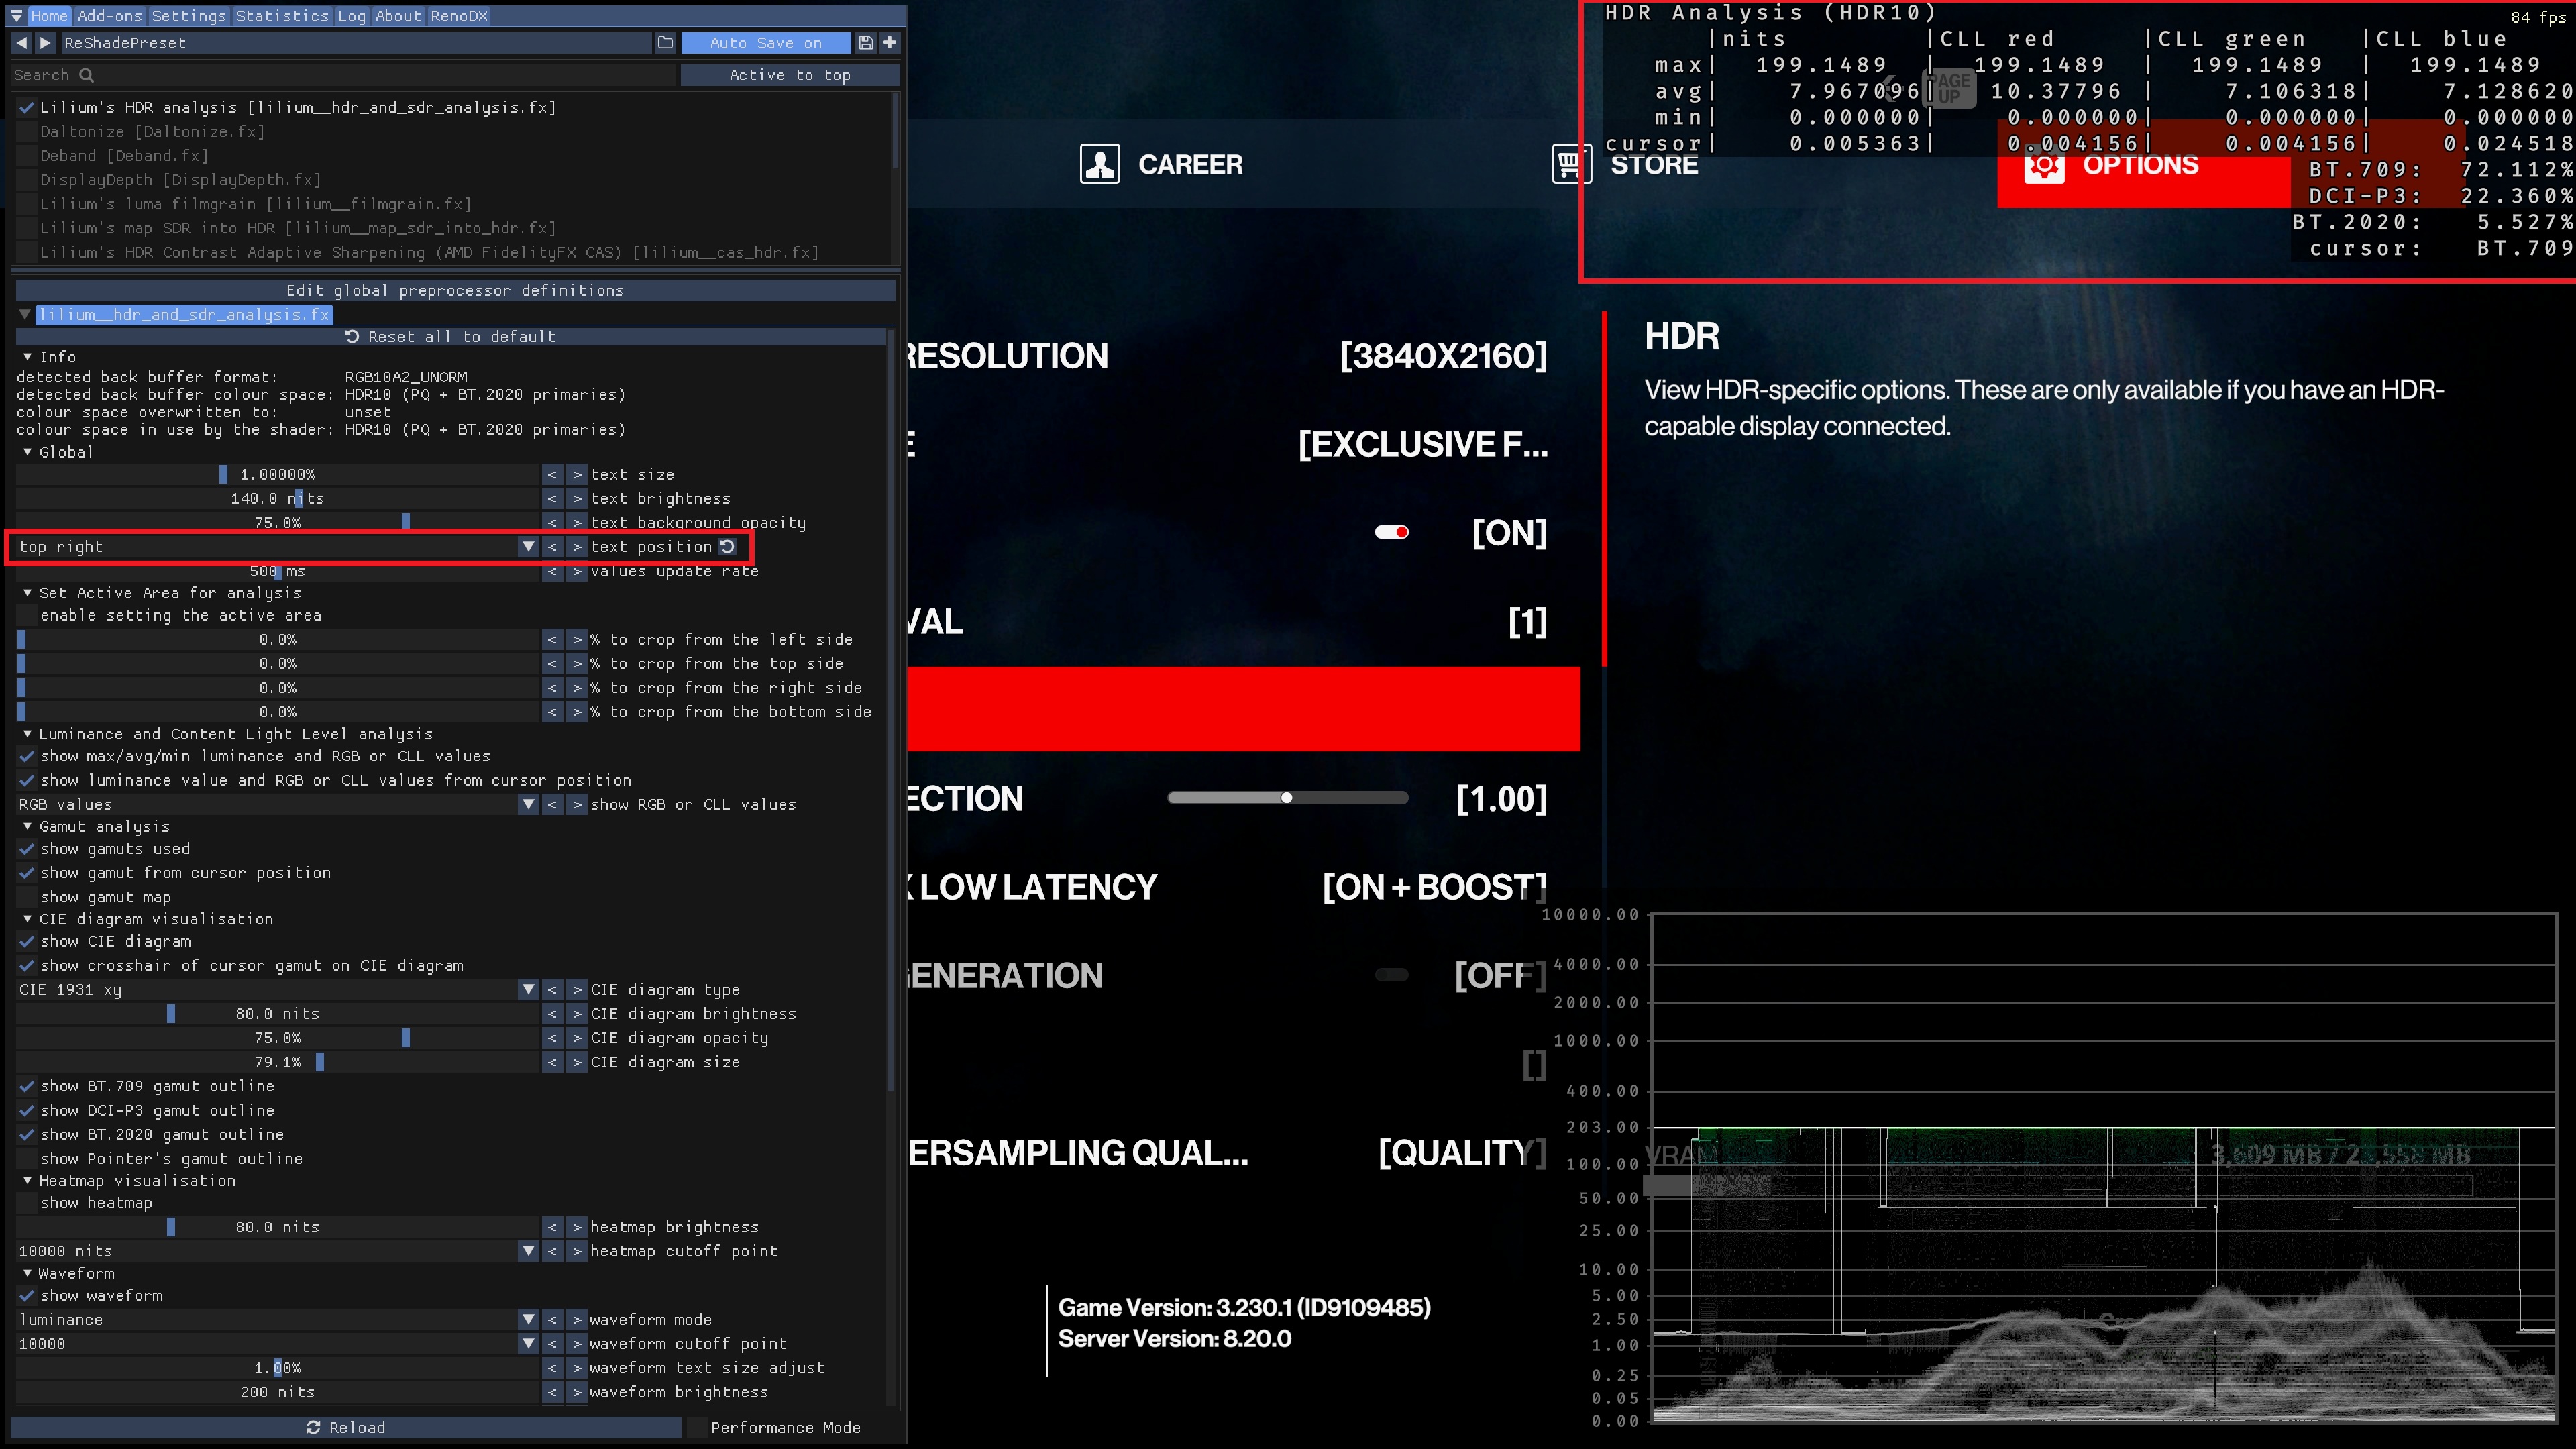 Home Add-ons Settings Statistics Log About RenoDX
ReShadePreset Auto Save on
Search Active to top
Lilium's HDR analysis [lilium__hdr_and_sdr_analysis.fx]
Daltonize [Daltonize.fx]
Deband [Deband.fx]
DisplayDepth [DisplayDepth.fx]
Lilium's luma filmgrain [lilium__filmgrain.fx]
Lilium's map SDR into HDR [lilium__map_sdr_into_hdr.fx]
Lilium's HDR Contrast Adaptive Sharpening (AMD FidelityFX CAS) [lilium__cas_hdr.fx]
Edit global preprocessor definitions
lilium__hdr_and_sdr_analysis.fx
Reset all to default
Info
detected back buffer format: RGB10A2_UNORM
detected back buffer colour space: HDR10 (PQ + BT.2020 primaries)
colour space overwritten to: unset
colour space in use by the shader: HDR10 (PQ + BT.2020 primaries)
Global
1.00000% < > text size
140.0 nits < > text brightness
75.0% < > text background opacity
top right < > text position
500 ms < > values update rate
Set Active Area for analysis
enable setting the active area
0.0% < > % to crop from the left side
0.0% < > % to crop from the top side
0.0% < > % to crop from the right side
0.0% < > % to crop from the bottom side
Luminance and Content Light Level analysis
show max/avg/min luminance and RGB or CLL values
show luminance value and RGB or CLL values from cursor position
RGB values < > show RGB or CLL values
Gamut analysis
show gamuts used
show gamut from cursor position
show gamut map
CIE diagram visualisation
show CIE diagram
show crosshair of cursor gamut on CIE diagram
CIE 1931 xy < > CIE diagram type
80.0 nits < > CIE diagram brightness
75.0% < > CIE diagram opacity
79.1% < > CIE diagram size
show BT.709 gamut outline
show DCI-P3 gamut outline
show BT.2020 gamut outline
show Pointer's gamut outline
Heatmap visualisation
show heatmap
80.0 nits < > heatmap brightness
10000 nits < > heatmap cutoff point
Waveform
show waveform
luminance < > waveform mode
10000 < > waveform cutoff point
1.00% < > waveform text size adjust
200 nits < > waveform brightness
Reload Performance Mode
HDR Analysis (HDR10)
84 fps
|nits |CLL red |CLL green |CLL blue
max| 199.1489 | 199.1489 | 199.1489 | 199.1489
avg| 7.967096| 10.37796 | 7.106318| 7.128620
min| 0.000000| 0.000000| 0.000000| 0.000000
cursor| 0.005363| 0.004156| 0.004156| 0.024518
PAGE UP
BT.709: 72.112%
DCI-P3: 22.360%
BT.2020: 5.527%
cursor: BT.709
CAREER STORE OPTIONS
RESOLUTION [3840X2160]
E [EXCLUSIVE F...
[ON]
VAL [1]
ECTION [1.00]
X LOW LATENCY [ON + BOOST]
GENERATION [OFF]
[]
ERSAMPLING QUAL... [QUALITY]
Game Version: 3.230.1 (ID9109485)
Server Version: 8.20.0
HDR
View HDR-specific options. These are only available if you have an HDR-
capable display connected.
10000.00
4000.00
2000.00
1000.00
400.00
203.00
VRAM
100.00
50.00
25.00
10.00
5.00
2.50
1.00
0.25
0.05
0.00